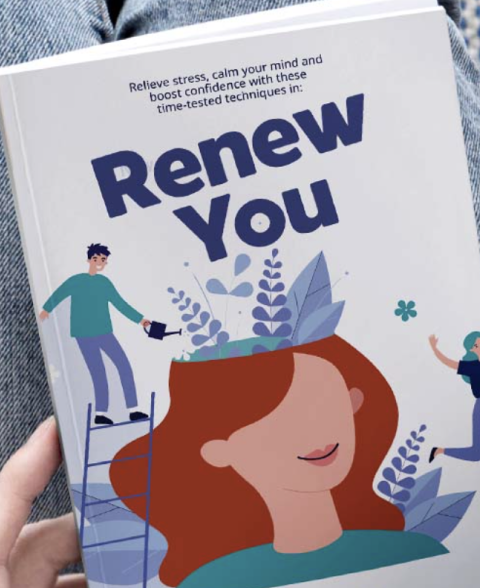 Relieve stress, calm your mind and
boost confidence with these
time-tested techniques in:
Renew
You